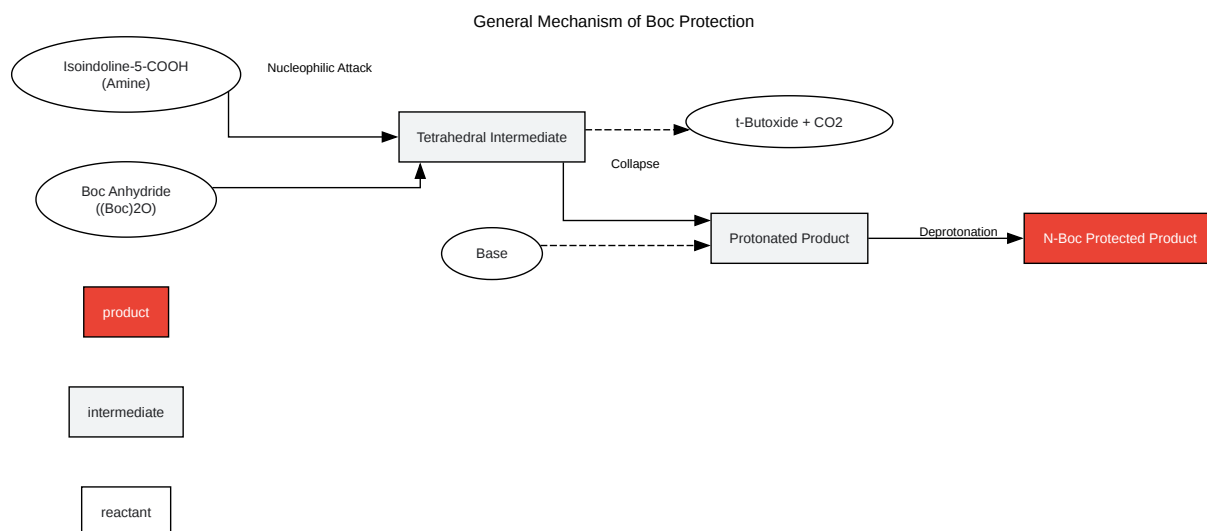 General Mechanism of Boc Protection
Isoindoline-5-COOH
(Amine)
Nucleophilic Attack
Tetrahedral Intermediate
t-Butoxide + CO2
Collapse
Boc Anhydride
((Boc)2O)
Base
Protonated Product
Deprotonation
N-Boc Protected Product
product
intermediate
reactant